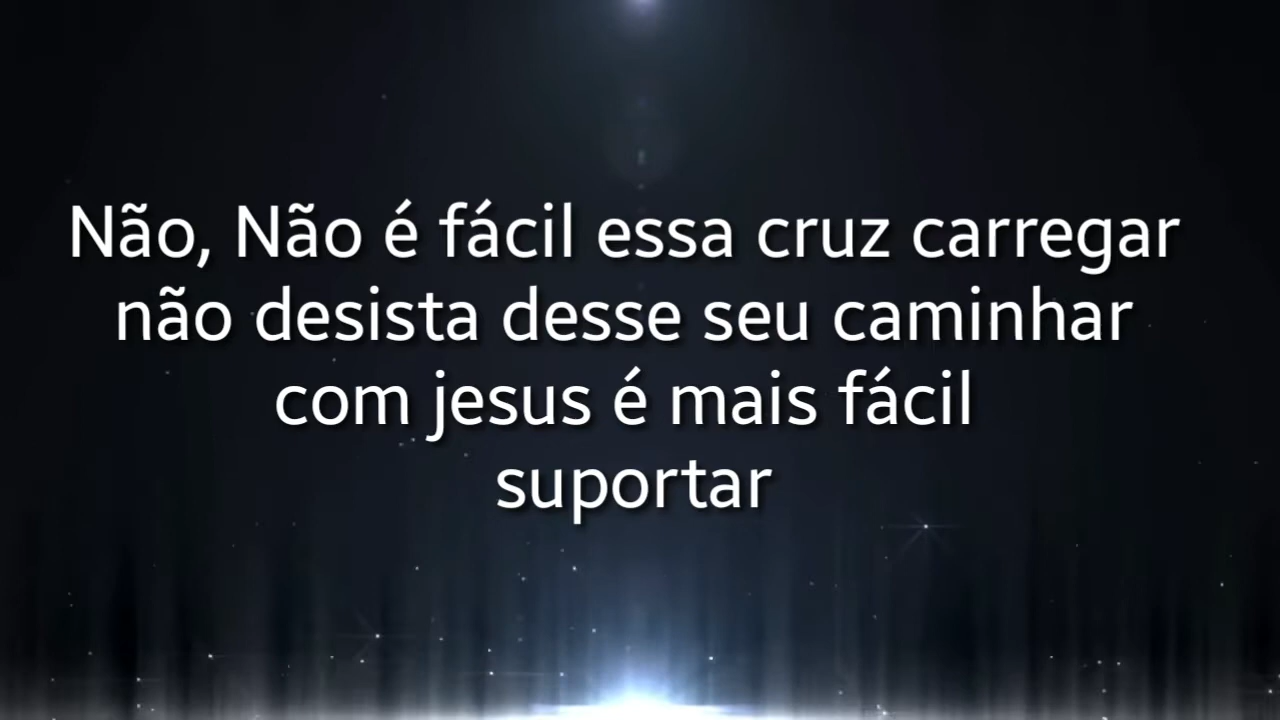 Não, Não é fácil essa cruz carregar
não desista desse seu caminhar
com jesus é mais fácil
suportar